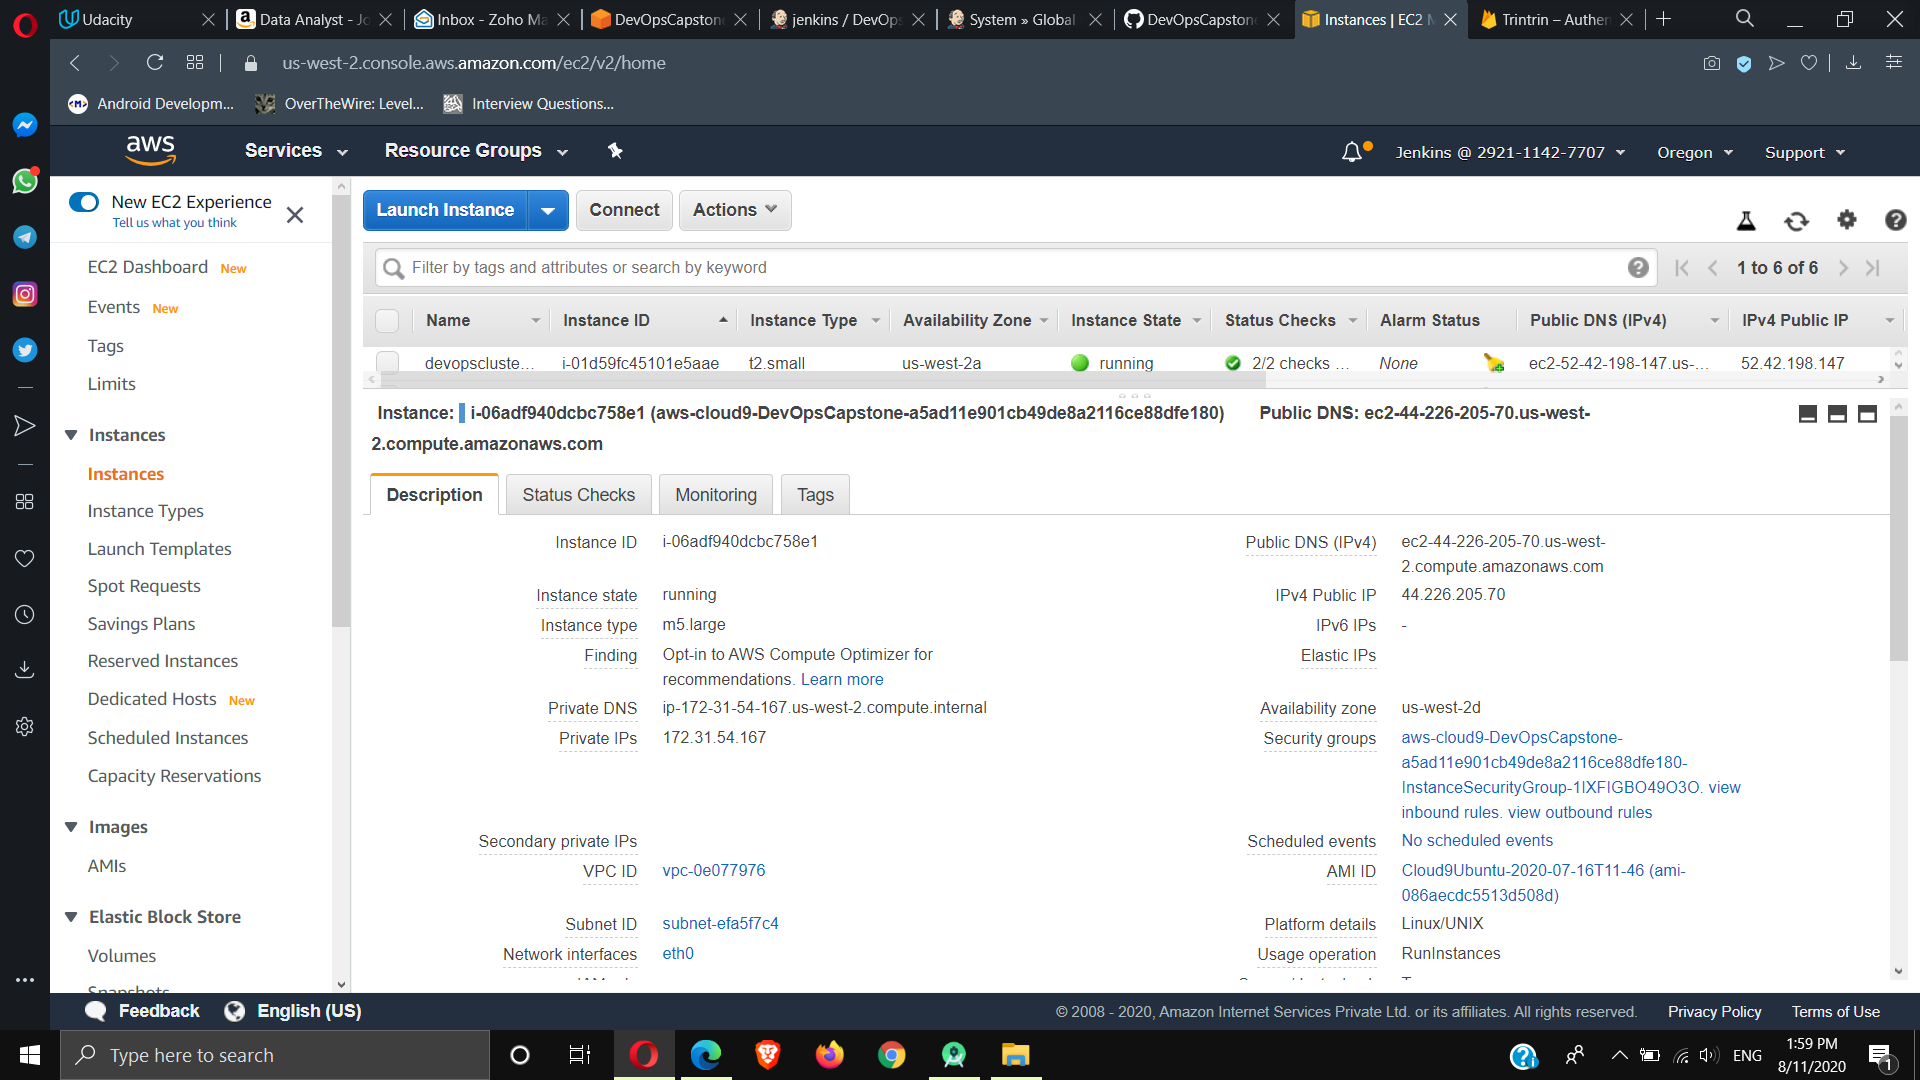 Udacity
Data Analyst - Jo
Inbox - Zoho Ma
DevOpsCapstone
jenkins / DevOps
System » Global
DevOpsCapstone
Instances | EC2 M
Trintrin – Authen
us-west-2.console.aws.amazon.com/ec2/v2/home
Android Developm...
OverTheWire: Level...
Interview Questions...
aws
Services
Resource Groups
Jenkins @ 2921-1142-7707
Oregon
Support
New EC2 Experience
Tell us what you think
EC2 Dashboard New
Events New
Tags
Limits
Instances
Instances
Instance Types
Launch Templates
Spot Requests
Savings Plans
Reserved Instances
Dedicated Hosts New
Scheduled Instances
Capacity Reservations
Images
AMIs
Elastic Block Store
Volumes
Snapshots
Launch Instance
Connect
Actions
Filter by tags and attributes or search by keyword
1 to 6 of 6
Name
Instance ID
Instance Type
Availability Zone
Instance State
Status Checks
Alarm Status
Public DNS (IPv4)
IPv4 Public IP
devopscluste...
i-01d59fc45101e5aae
t2.small
us-west-2a
running
2/2 checks ...
None
ec2-52-42-198-147.us-...
52.42.198.147
Instance: i-06adf940dcbc758e1 (aws-cloud9-DevOpsCapstone-a5ad11e901cb49de8a2116ce88dfe180) Public DNS: ec2-44-226-205-70.us-west-
2.compute.amazonaws.com
Description
Status Checks
Monitoring
Tags
Instance ID i-06adf940dcbc758e1
Instance state running
Instance type m5.large
Finding Opt-in to AWS Compute Optimizer for
recommendations. Learn more
Private DNS ip-172-31-54-167.us-west-2.compute.internal
Private IPs 172.31.54.167
Secondary private IPs
VPC ID vpc-0e077976
Subnet ID subnet-efa5f7c4
Network interfaces eth0
Public DNS (IPv4) ec2-44-226-205-70.us-west-
2.compute.amazonaws.com
IPv4 Public IP 44.226.205.70
IPv6 IPs -
Elastic IPs
Availability zone us-west-2d
Security groups aws-cloud9-DevOpsCapstone-
a5ad11e901cb49de8a2116ce88dfe180-
InstanceSecurityGroup-1IXFIGBO49O3O. view
inbound rules. view outbound rules
Scheduled events No scheduled events
AMI ID Cloud9Ubuntu-2020-07-16T11-46 (ami-
086aecdc5513d508d)
Platform details Linux/UNIX
Usage operation RunInstances
Feedback
English (US)
© 2008 - 2020, Amazon Internet Services Private Ltd. or its affiliates. All rights reserved.
Privacy Policy
Terms of Use
Type here to search
ENG
1:59 PM
8/11/2020
1